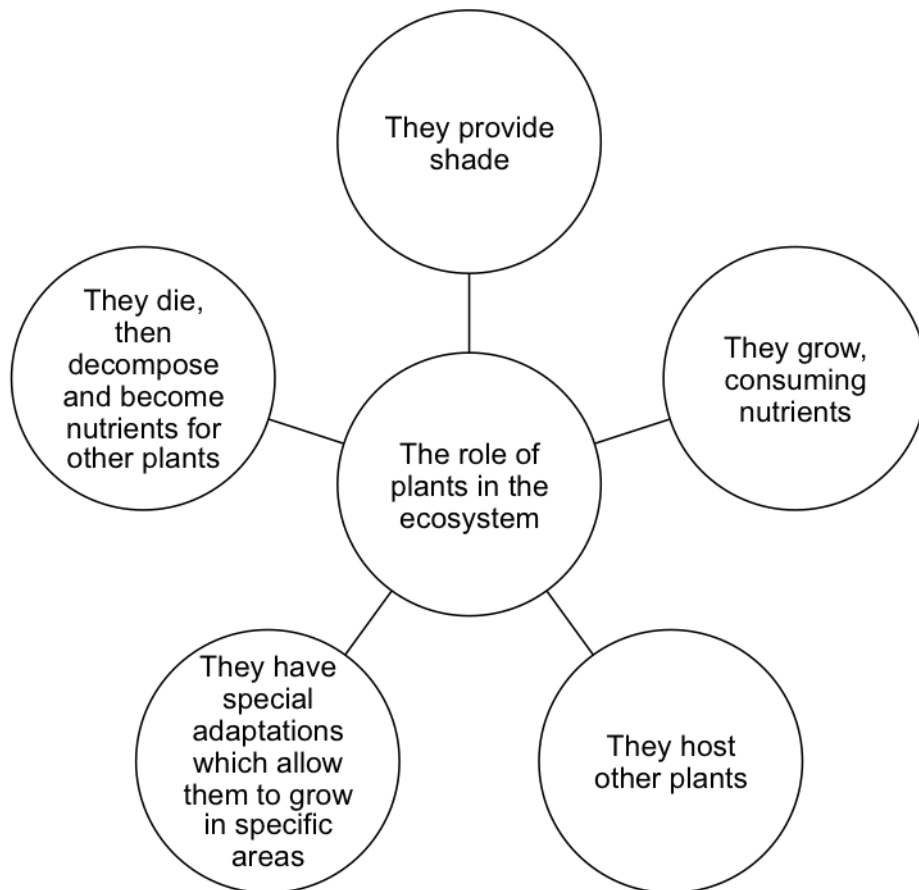 They provide
shade
They die,
then
decompose
and become
nutrients for
other plants
They grow,
consuming
nutrients
The role of
plants in the
ecosystem
They have
special
adaptations
which allow
them to grow
in specific
areas
They host
other plants